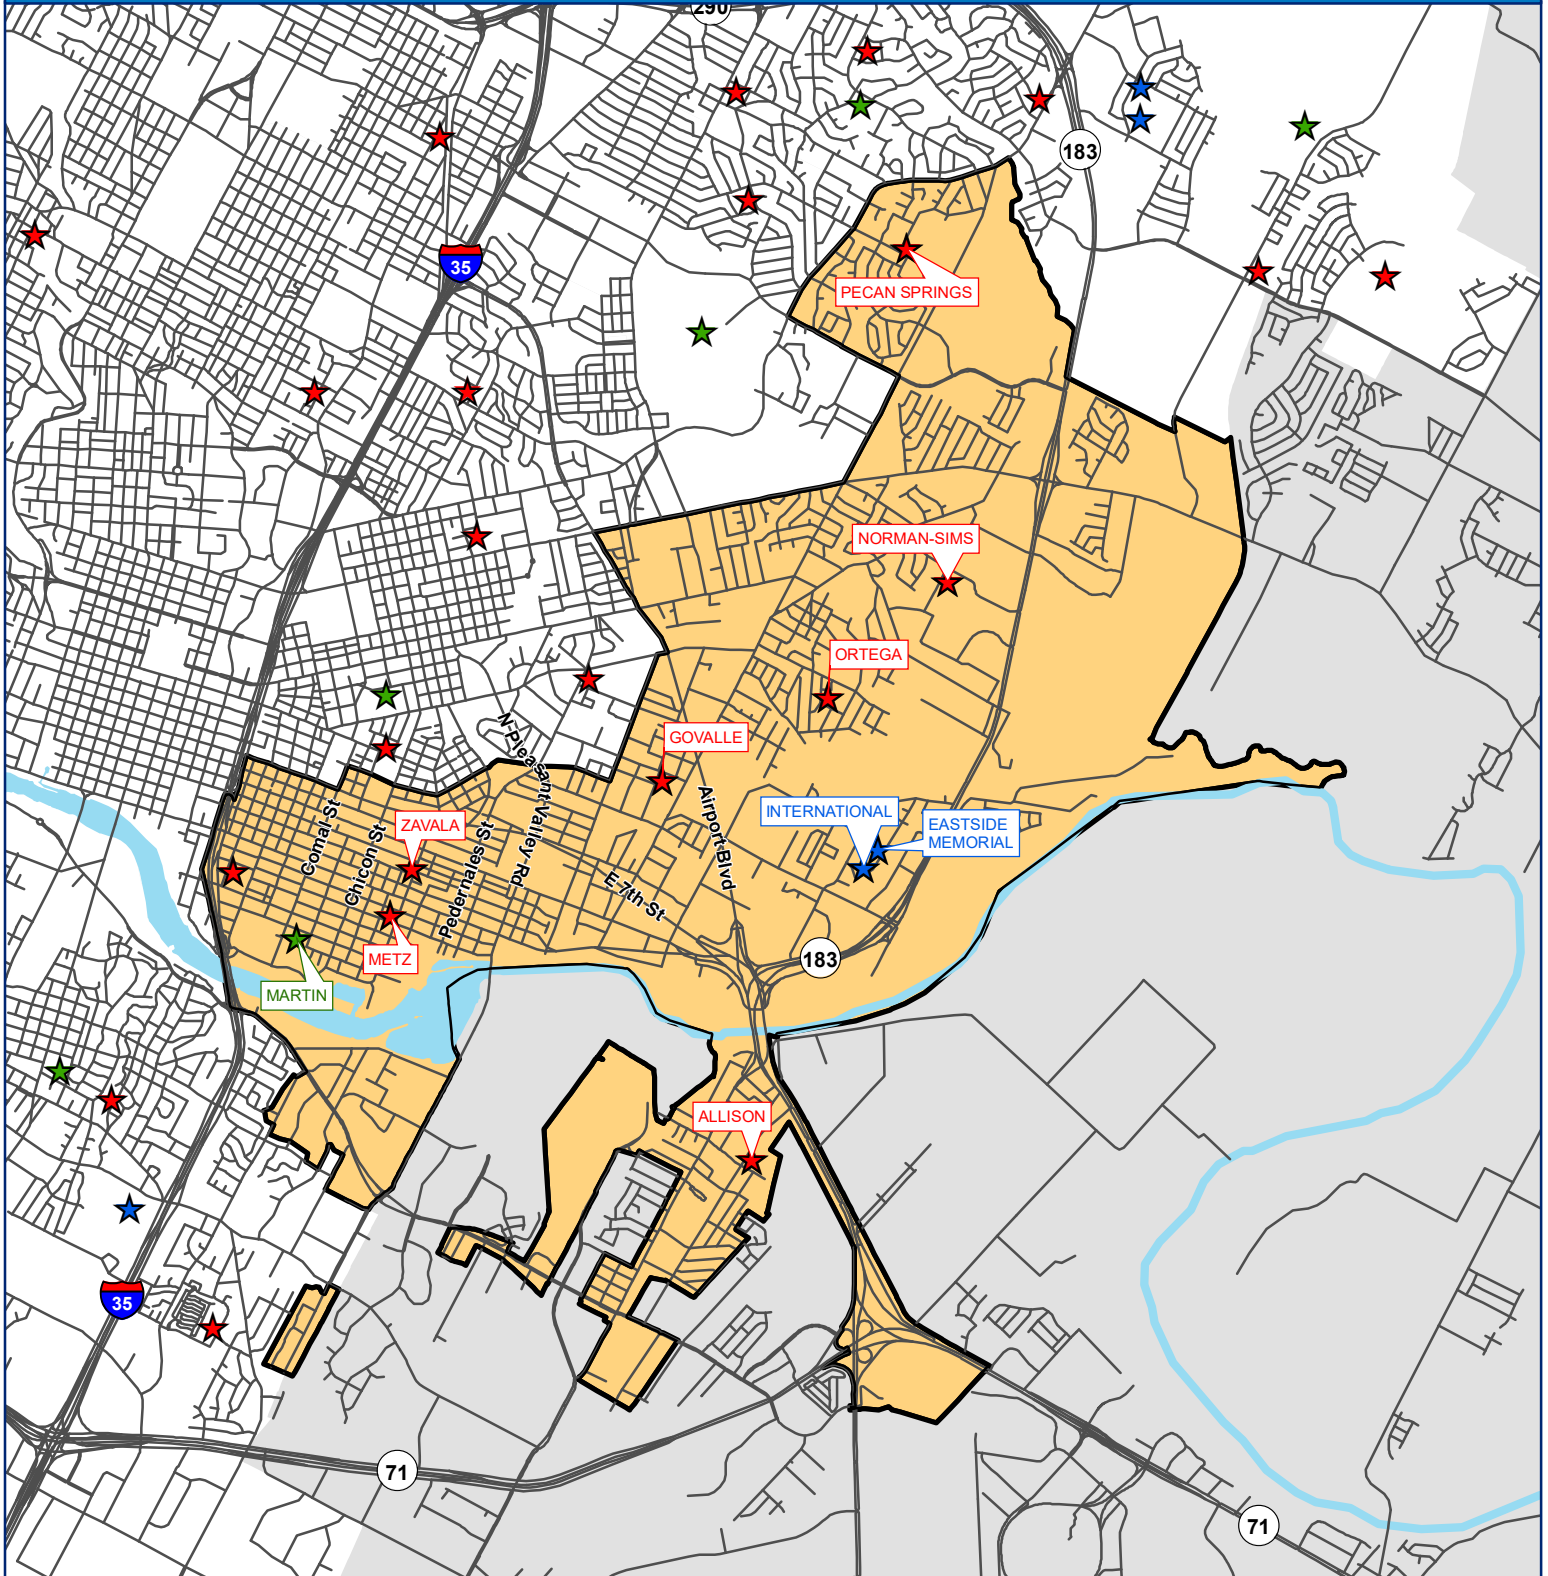 290
183
35
PECAN SPRINGS
NORMAN-SIMS
ORTEGA
GOVALLE
N Pleasant Valley Rd
Airport Blvd
INTERNATIONAL
EASTSIDE
MEMORIAL
ZAVALA
Comal St
Chicon St
Pedernales St
E 7th St
METZ
183
MARTIN
ALLISON
35
71
71